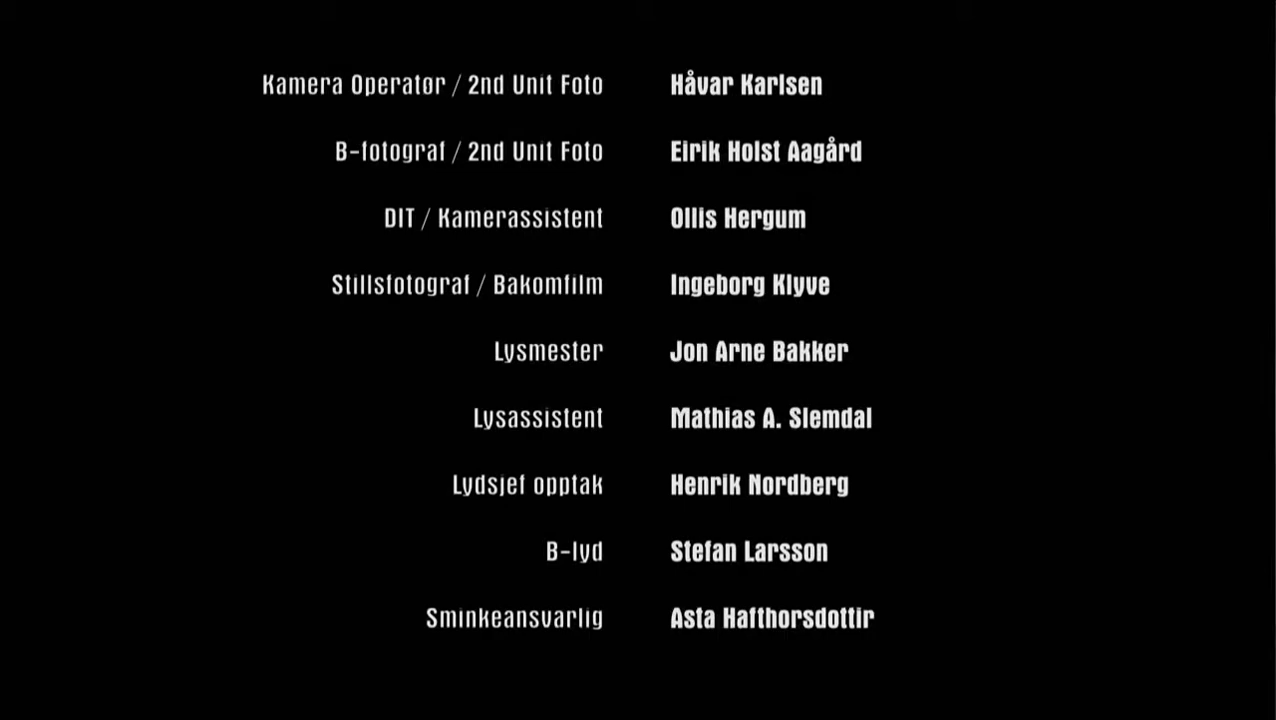 Kamera Operatør / 2nd Unit Foto Håvar Karlsen
B-fotograf / 2nd Unit Foto Eirik Holst Aagård
DIT / Kamerassistent Ollis Hergum
Stillsfotograf / Bakomfilm Ingeborg Klyve
Lysmester Jon Arne Bakker
Lysassistent Mathias A. Slemdal
Lydsjef opptak Henrik Nordberg
B-lyd Stefan Larsson
Sminkeansvarlig Asta Hafthorsdottir